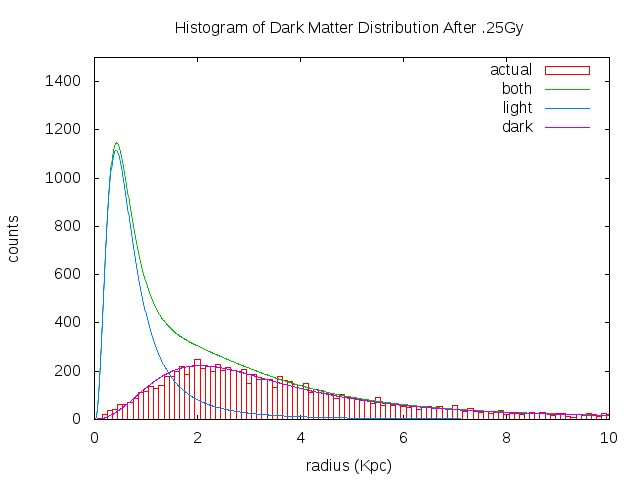 Histogram of Dark Matter Distribution After .25Gy
actual
both
light
dark
1400
1200
1000
800
600
400
200
0
counts
0 2 4 6 8 10
radius (Kpc)